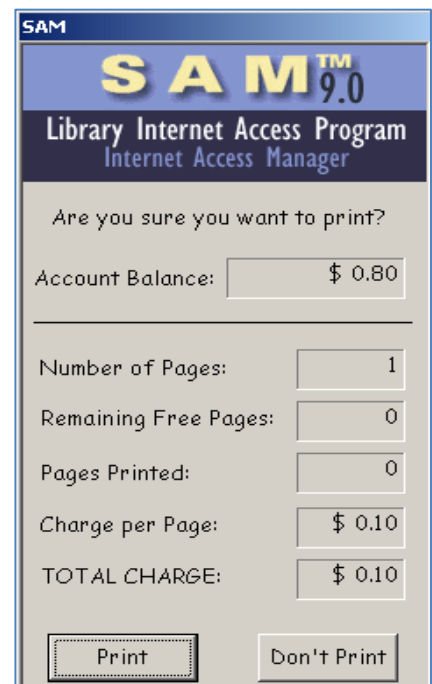 SAM
SAM™ 9.0
Library Internet Access Program
Internet Access Manager
Are you sure you want to print?
Account Balance: $ 0.80
Number of Pages: 1
Remaining Free Pages: 0
Pages Printed: 0
Charge per Page: $ 0.10
TOTAL CHARGE: $ 0.10
Print Don't Print